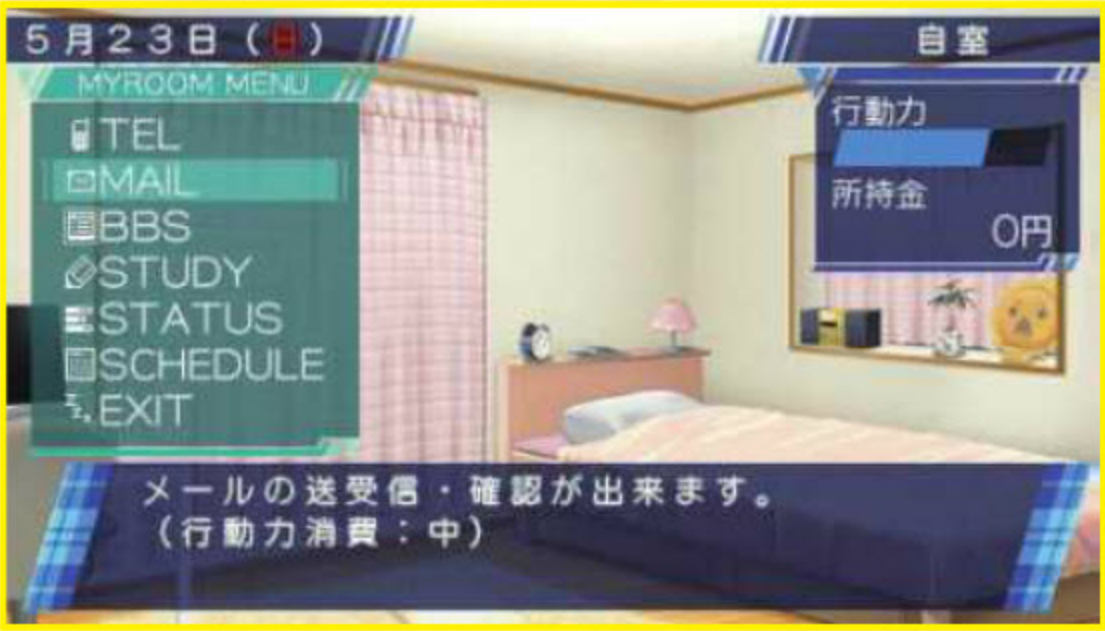 5月23日(日)
自室
MYROOM MENU
TEL
MAIL
BBS
STUDY
STATUS
SCHEDULE
EXIT
行動力
所持金
0円
メールの送受信・確認が出来ます。
(行動力消費:中)